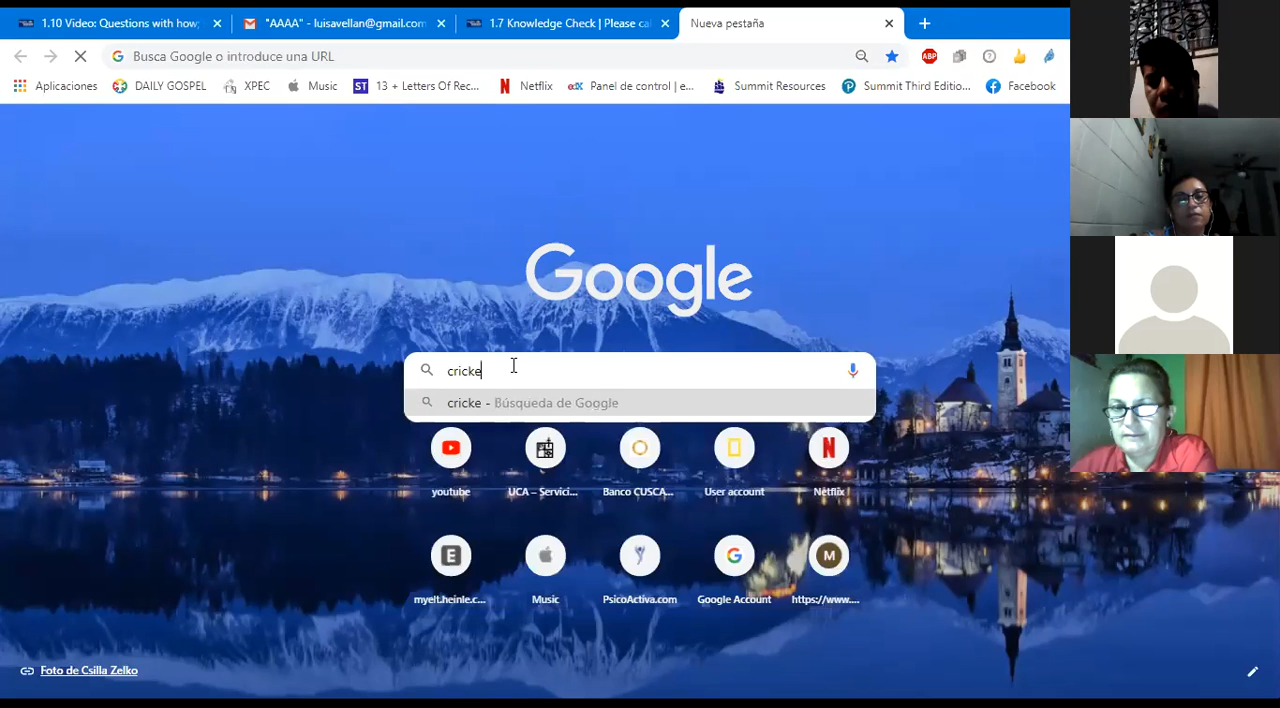 1.10 Video: Questions with how;
"AAAA" - luisavellan@gmail.com
1.7 Knowledge Check | Please cal
Nueva pestaña
Busca Google o introduce una URL
ABP
Aplicaciones
DAILY GOSPEL
XPEC
Music
ST 13 + Letters Of Rec...
N Netflix
edX Panel de control | e...
Summit Resources
Summit Third Editio...
Facebook
Google
cricke
cricke - Búsqueda de Google
youtube
UCA – Servici...
Banco CUSCA...
User account
N
Netflix
E
myelt.heinle.c...
Music
PsicoActiva.com
G
Google Account
M
https://www....
Foto de Csilla Zelko